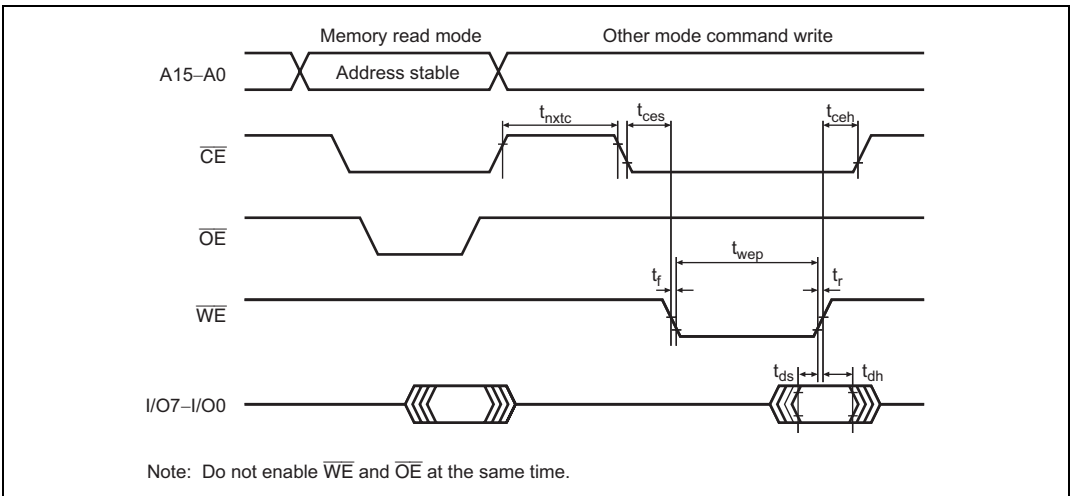 Memory read mode Other mode command write
A15–A0 Address stable
tnxtc tces tceh
CE
OE
twep
tf tr
WE
tds tdh
I/O7–I/O0
Note: Do not enable WE and OE at the same time.